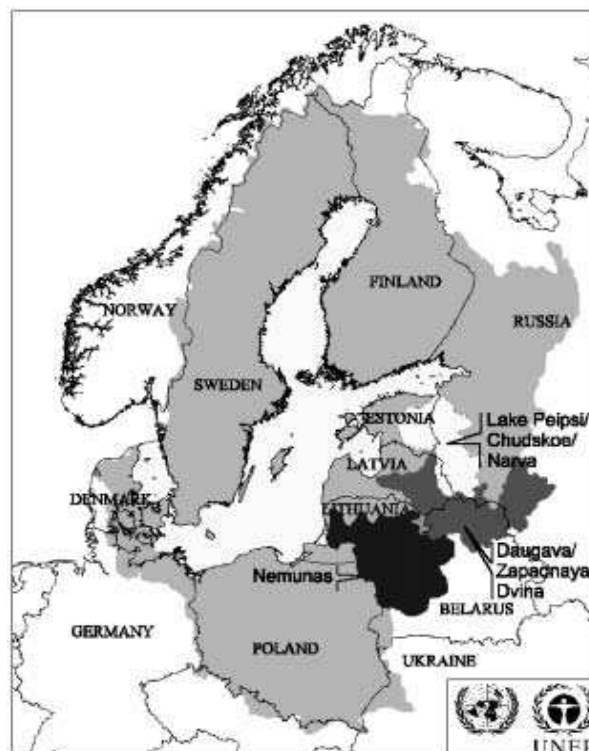 FINLAND
NORWAY
RUSSIA
SWEDEN
ESTONIA
Lake Peipsi/
Chudskoe/
Narva
LATVIA
DENMARK
LITHUANIA
Daugava/
Zapadnaya
Dvina
Nemunas
BELARUS
GERMANY
POLAND
UKRAINE
UNEP